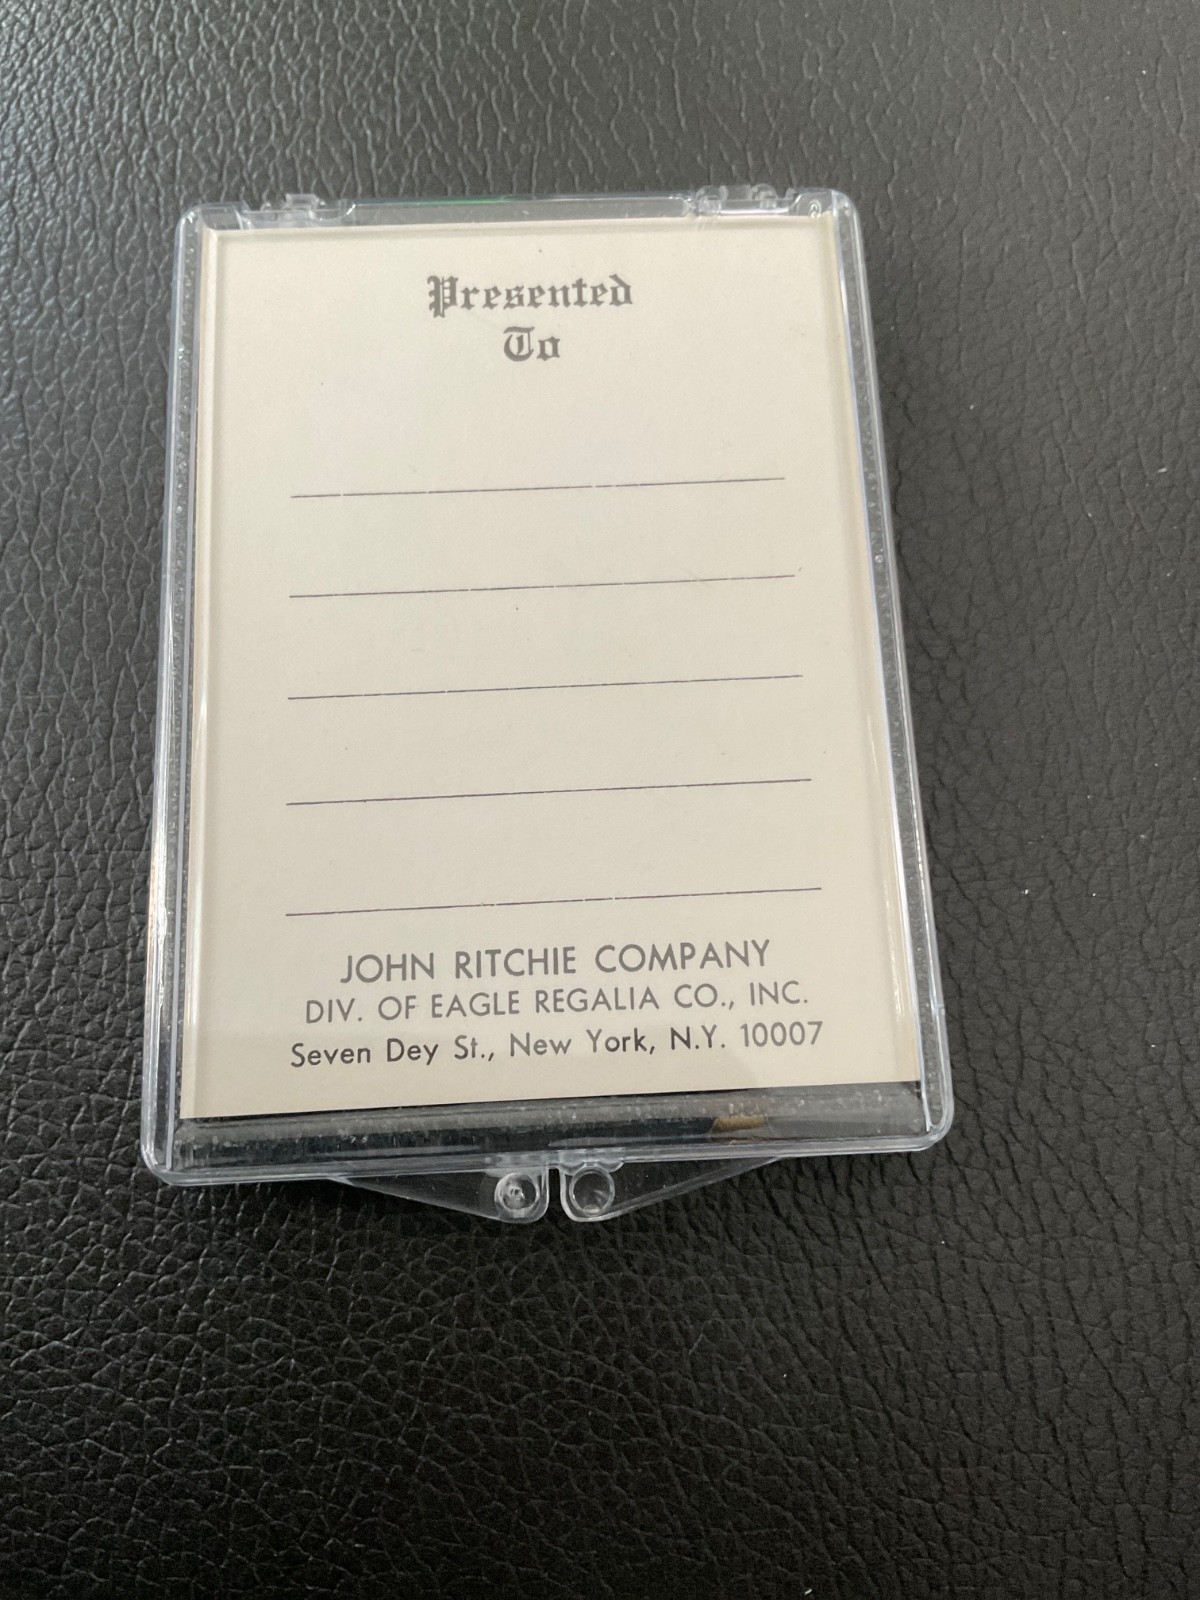 Presented
To
JOHN RITCHIE COMPANY
DIV. OF EAGLE REGALIA CO., INC.
Seven Dey St., New York, N.Y. 10007